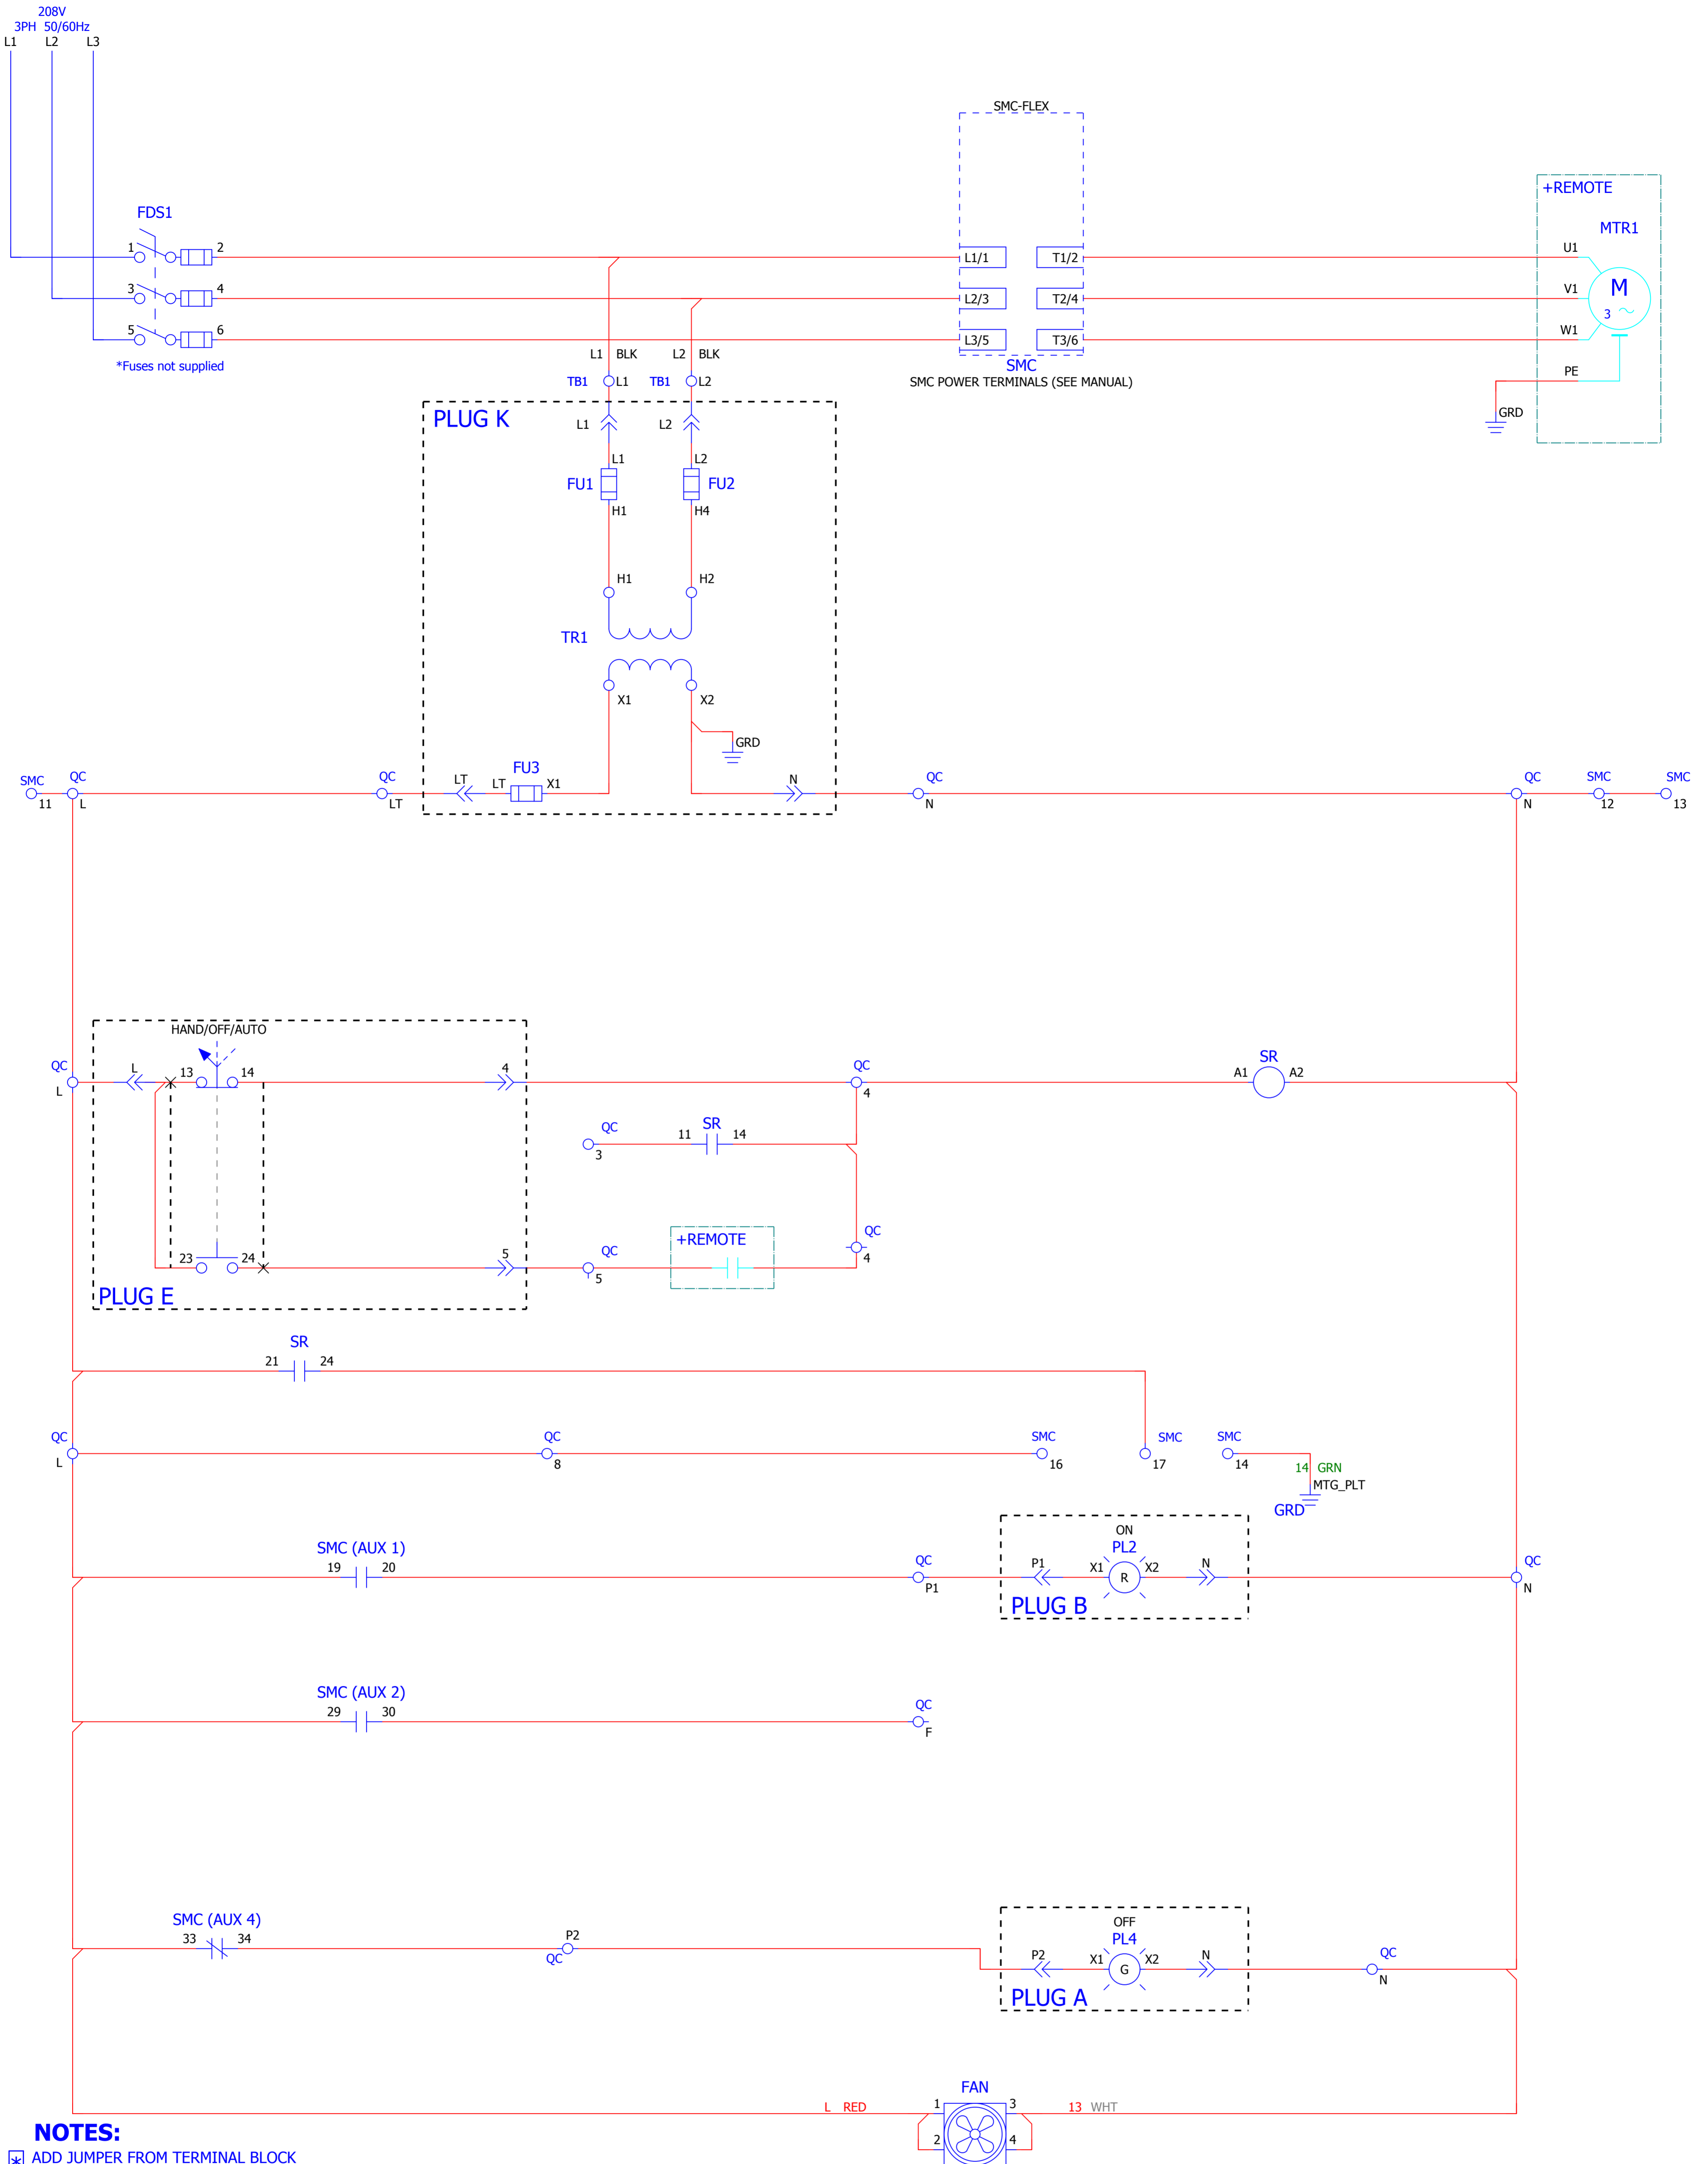 208V
3PH 50/60Hz
L1 L2 L3
SMC-FLEX
+REMOTE
MTR1
FDS1
1 2
L1/1 T1/2
U1
3 4
L2/3 T2/4
V1
M
3
5 6
L3/5 T3/6
W1
*Fuses not supplied
L1 BLK L2 BLK
SMC
SMC POWER TERMINALS (SEE MANUAL)
PE
TB1 L1 TB1 L2
GRD
PLUG K
L1 L2
L1 L2
FU1 FU2
H1 H4
H1 H2
TR1
X1 X2
GRD
SMC QC QC LT LT FU3 X1 N QC QC SMC SMC
11 L LT N N 12 13
HAND/OFF/AUTO
QC L 13 14 4 QC A1 SR A2
L 4
QC 11 SR 14
3
+REMOTE
QC
4
23 24 5 QC
5
PLUG E
SR
21 24
QC QC SMC SMC SMC
L 8 16 17 14
14 GRN
MTG_PLT
GRD
ON
SMC (AUX 1) PL2
19 20 QC P1 X1 R X2 N QC
P1 N
PLUG B
SMC (AUX 2)
29 30 QC
F
OFF
SMC (AUX 4) PL4
33 34 P2
QC
P2 X1 G X2 N QC
N
PLUG A
FAN
L RED 1 3 13 WHT
2 4
NOTES:
* ADD JUMPER FROM TERMINAL BLOCK